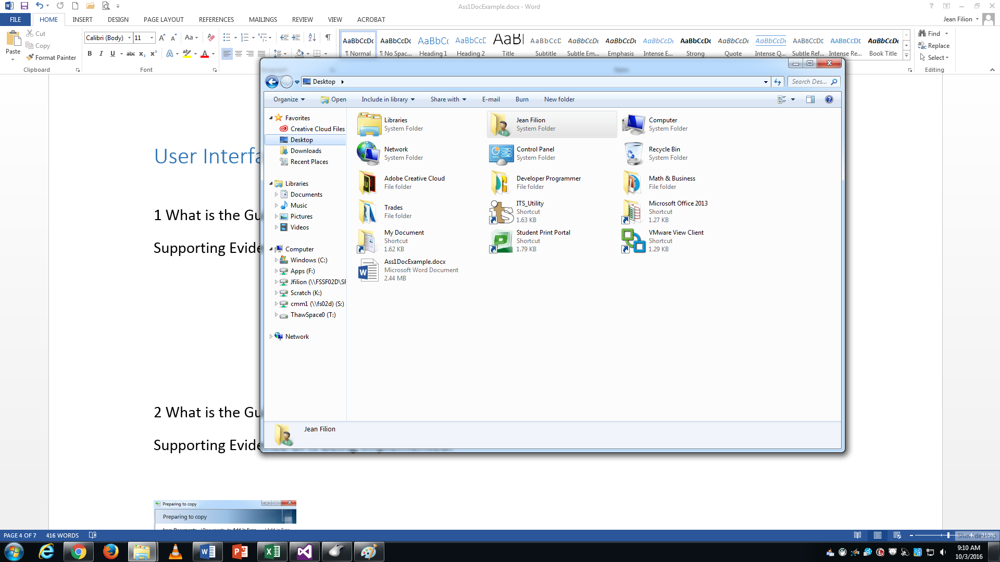 Ass1DocExample.docx - Word
FILE HOME INSERT DESIGN PAGE LAYOUT REFERENCES MAILINGS REVIEW VIEW ACROBAT
Jean Filion
Paste
Cut
Copy
Format Painter
Clipboard
Calibri (Body) 11
Font
AaBbCcDc AaBbCcDc AaBbCc AaBbCcD AaBl AaBbCcD AaBbCcDc AaBbCcDc AaBbCcDc AaBbCcDc AaBbCcDc AaBbCcDc AABBCCDE AABBCCDE AaBbCcDc
¶ Normal ¶ No Spac... Heading 1 Heading 2 Title Subtitle Subtle Em... Emphasis Intense E... Strong Quote Intense Q... Subtle Ref... Intense Re... Book Title
Find
Replace
Select
Editing
Desktop
Search Des...
Organize Open Include in library Share with E-mail Burn New folder
Favorites
Creative Cloud Files
Desktop
Downloads
Recent Places
Libraries
Documents
Music
Pictures
Videos
Computer
Windows (C:)
Apps (F:)
Jfilion (\\FSSF02D\SF
Scratch (K:)
cmm1 (\\fs02d) (S:)
ThawSpace0 (T:)
Network
Libraries
System Folder
Jean Filion
System Folder
Computer
System Folder
Network
System Folder
Control Panel
System Folder
Recycle Bin
System Folder
Adobe Creative Cloud
File folder
Developer Programmer
File folder
Math & Business
File folder
Trades
File folder
ITS_Utility
Shortcut
1.63 KB
Microsoft Office 2013
Shortcut
1.27 KB
My Document
Shortcut
1.62 KB
Student Print Portal
Shortcut
1.79 KB
VMware View Client
Shortcut
1.29 KB
Ass1DocExample.docx
Microsoft Word Document
2.44 MB
Jean Filion
User Interfa
1 What is the Gu
Supporting Evide
2 What is the Gu
Supporting Evide
Preparing to copy
Preparing to copy
PAGE 4 OF 7 416 WORDS
210%
9:10 AM
10/3/2016